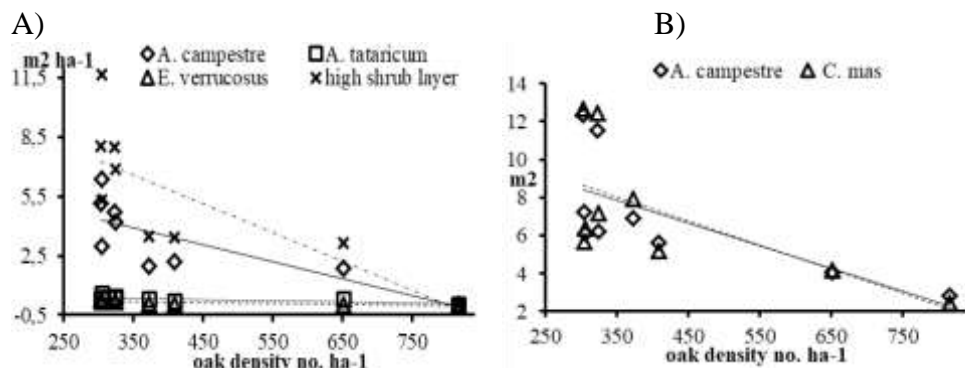 A)
m2 ha-1
A. campestre A. tataricum
E. verrucosus high shrub layer
11,5
8,5
5,5
2,5
-0,5
250 350 450 550 650 750
oak density no. ha-1
B)
A. campestre C. mas
14
12
10
m2
8
6
4
2
250 350 450 550 650 750
oak density no. ha-1